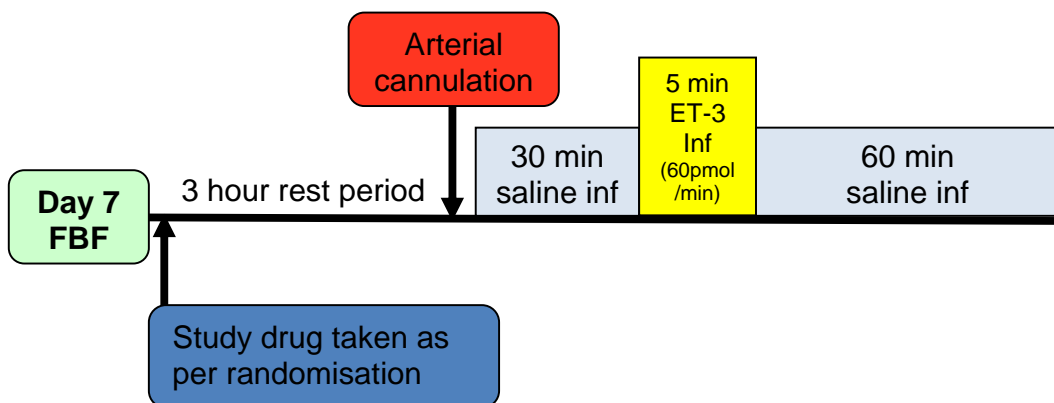 Arterial
cannulation
5 min
ET-3
Inf
(60pmol
/min)
30 min
saline inf
60 min
saline inf
3 hour rest period
Day 7
FBF
Study drug taken as
per randomisation